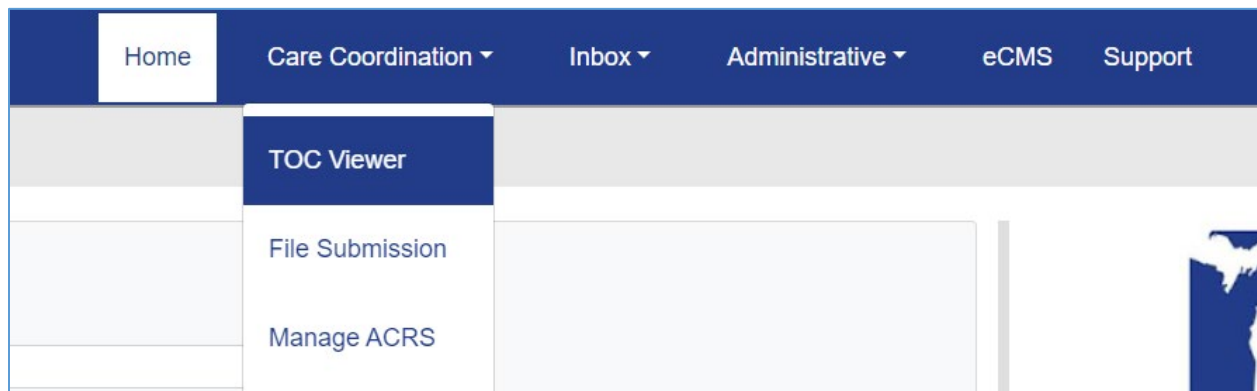 Home Care Coordination Inbox Administrative eCMS Support
TOC Viewer
File Submission
Manage ACRS